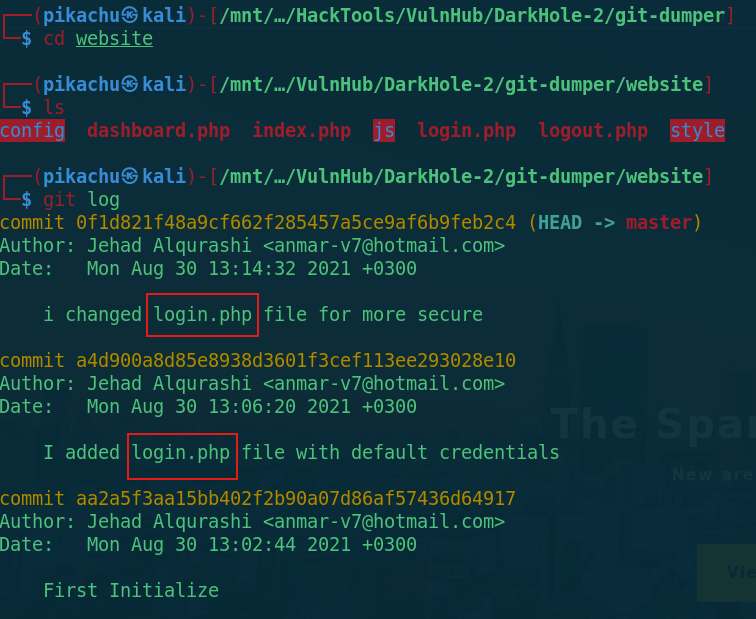 ┌──(pikachu㉿kali)-[/mnt/…/HackTools/VulnHub/DarkHole-2/git-dumper]
└─$ cd website
┌──(pikachu㉿kali)-[/mnt/…/VulnHub/DarkHole-2/git-dumper/website]
└─$ ls
config  dashboard.php  index.php  js  login.php  logout.php  style
┌──(pikachu㉿kali)-[/mnt/…/VulnHub/DarkHole-2/git-dumper/website]
└─$ git log
commit 0f1d821f48a9cf662f285457a5ce9af6b9feb2c4 (HEAD -> master)
Author: Jehad Alqurashi <anmar-v7@hotmail.com>
Date:   Mon Aug 30 13:14:32 2021 +0300
i changed login.php file for more secure
commit a4d900a8d85e8938d3601f3cef113ee293028e10
Author: Jehad Alqurashi <anmar-v7@hotmail.com>
Date:   Mon Aug 30 13:06:20 2021 +0300
The Spar
I added login.php file with default credentials
New are
commit aa2a5f3aa15bb402f2b90a07d86af57436d64917
Author: Jehad Alqurashi <anmar-v7@hotmail.com>
Date:   Mon Aug 30 13:02:44 2021 +0300
Vie
First Initialize